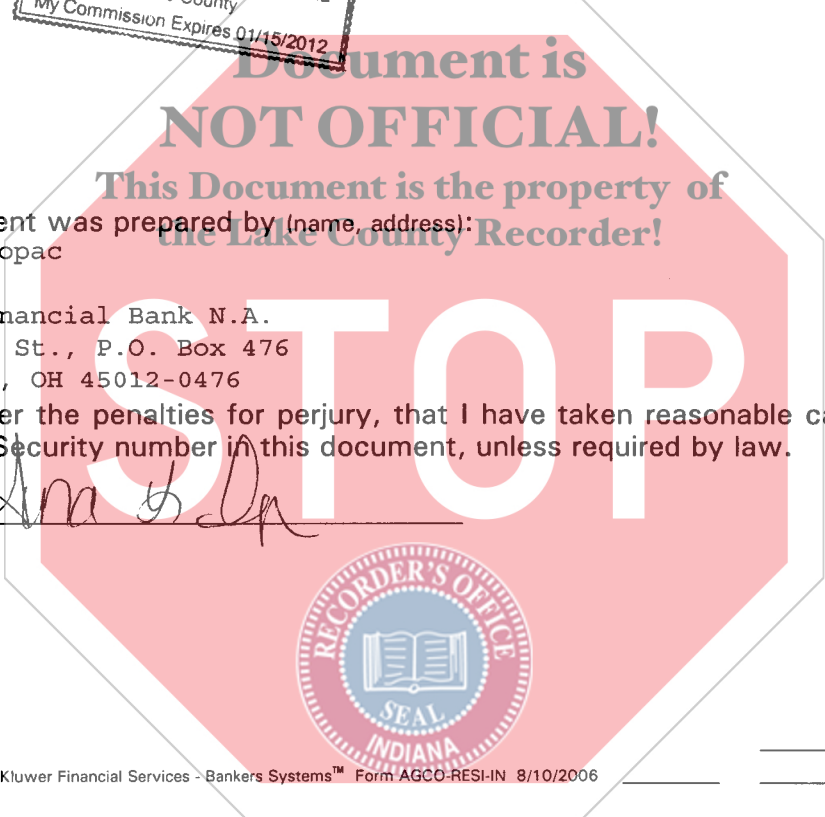 County
My Commission Expires 01/15/2012
Document is
NOT OFFICIAL!
This Document is the property of
the Lake County Recorder!
ent was prepared by (name, address):
opac
nancial Bank N.A.
St., P.O. Box 476
, OH 45012-0476
er the penalties for perjury, that I have taken reasonable ca
Security number in this document, unless required by law.
STOP
RECORDER'S OFFICE
SEAL
INDIANA
Kluwer Financial Services - Bankers Systems™ Form AGCO-RESI-IN 8/10/2006